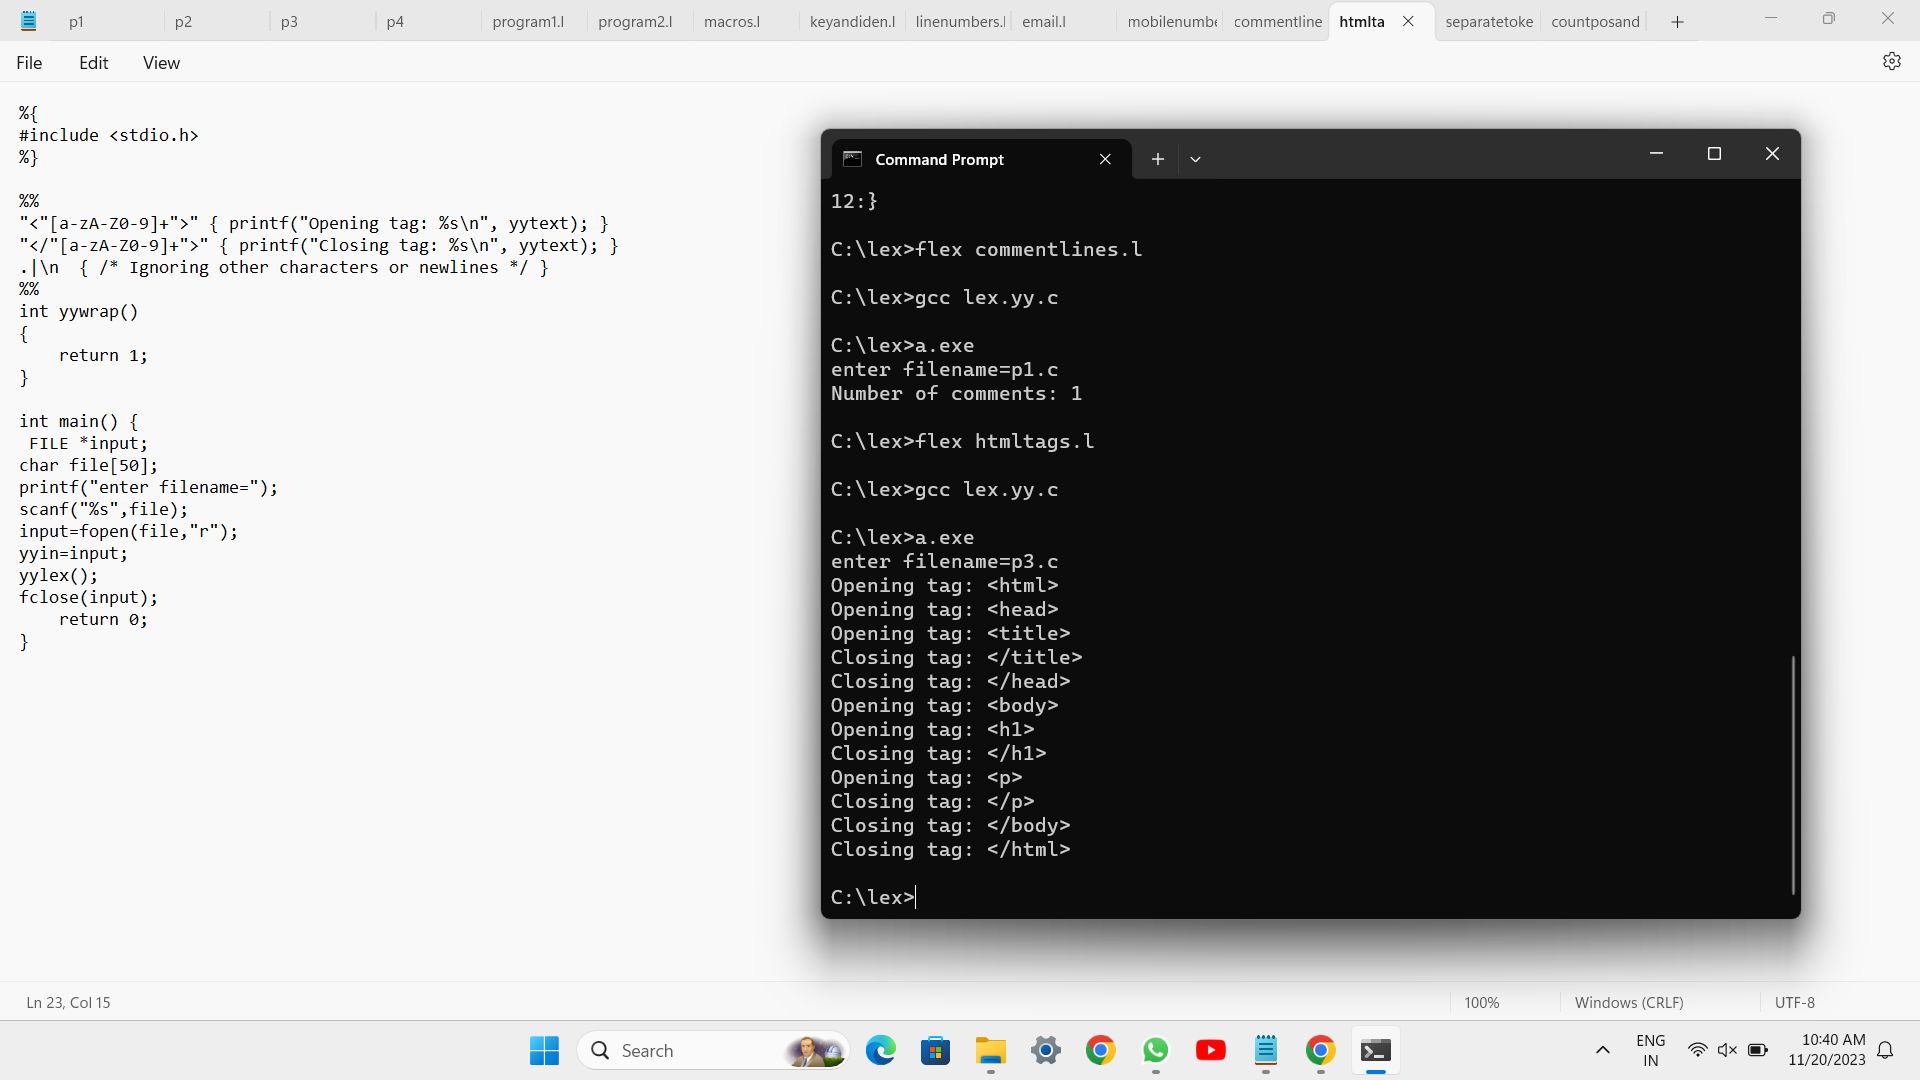 p1 p2 p3 p4 program1.l program2.l macros.l keyandiden.l linenumbers.l email.l mobilenumbe commentline htmlta separatetoke countposand
File Edit View
%{
#include <stdio.h>
%}
%%
"<"[a-zA-Z0-9]+">" { printf("Opening tag: %s\n", yytext); }
"</"[a-zA-Z0-9]+">" { printf("Closing tag: %s\n", yytext); }
.|\n  { /* Ignoring other characters or newlines */ }
%%
int yywrap()
{
    return 1;
}
int main() {
 FILE *input;
char file[50];
printf("enter filename=");
scanf("%s",file);
input=fopen(file,"r");
yyin=input;
yylex();
fclose(input);
    return 0;
}
Command Prompt
12:}
C:\lex>flex commentlines.l
C:\lex>gcc lex.yy.c
C:\lex>a.exe
enter filename=p1.c
Number of comments: 1
C:\lex>flex htmltags.l
C:\lex>gcc lex.yy.c
C:\lex>a.exe
enter filename=p3.c
Opening tag: <html>
Opening tag: <head>
Opening tag: <title>
Closing tag: </title>
Closing tag: </head>
Opening tag: <body>
Opening tag: <h1>
Closing tag: </h1>
Opening tag: <p>
Closing tag: </p>
Closing tag: </body>
Closing tag: </html>
C:\lex>
Ln 23, Col 15 100% Windows (CRLF) UTF-8
Search
ENG
IN
10:40 AM
11/20/2023